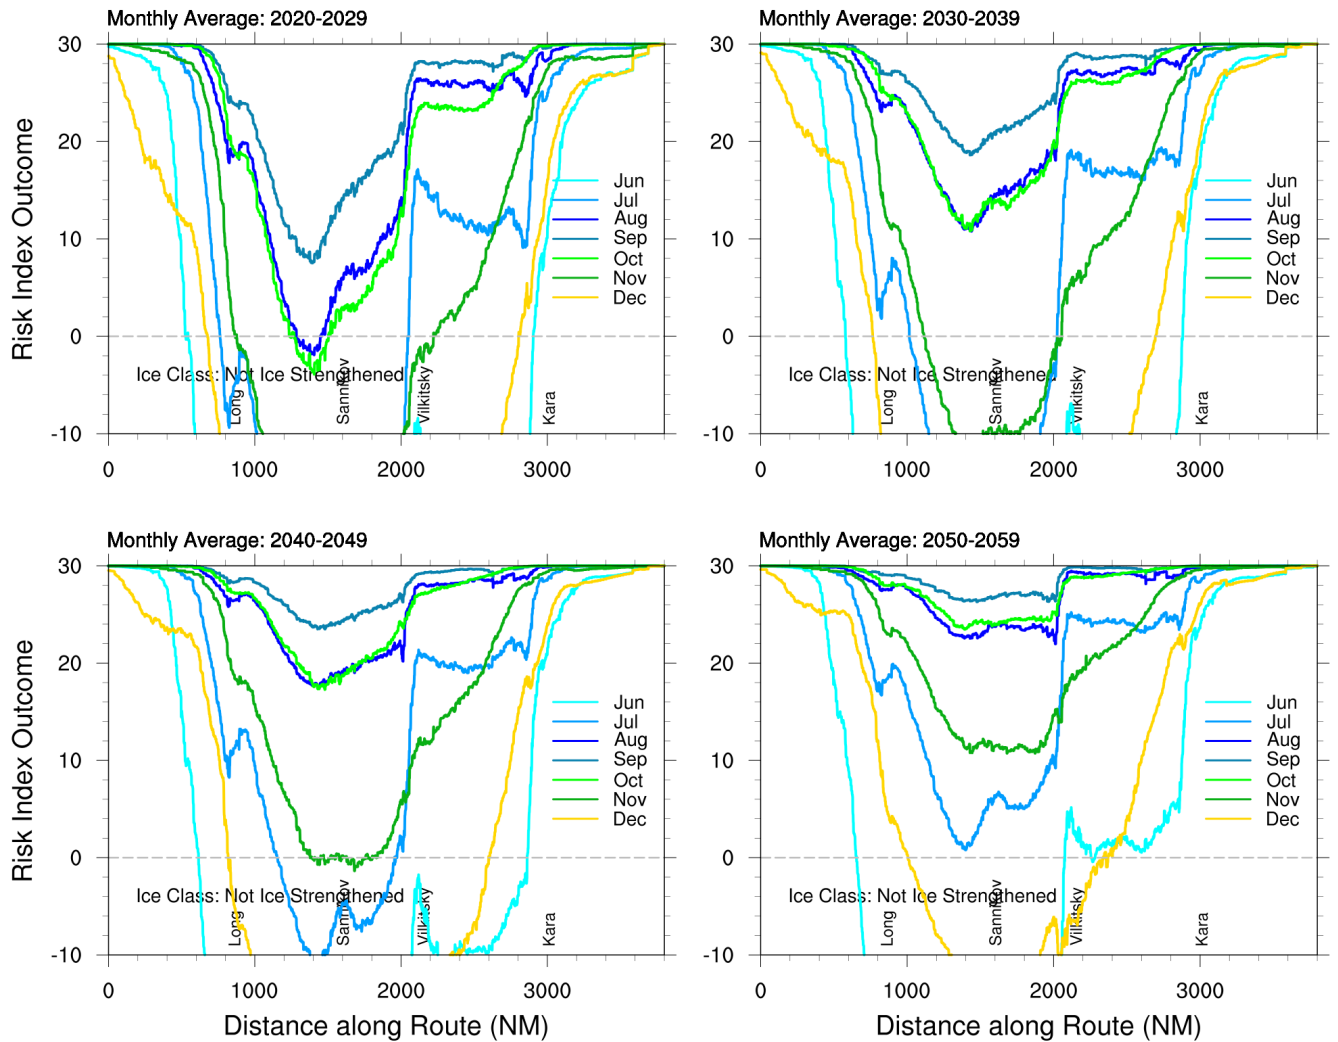 Monthly Average: 2020-2029
30
20
10
0
-10
Risk Index Outcome
Jun
Jul
Aug
Sep
Oct
Nov
Dec
Ice Class: Not Ice Strengthened
Long
Sannikov
Vilkitsky
Kara
0 1000 2000 3000
Monthly Average: 2030-2039
30
20
10
0
-10
Jun
Jul
Aug
Sep
Oct
Nov
Dec
Ice Class: Not Ice Strengthened
Long
Sannikov
Vilkitsky
Kara
0 1000 2000 3000
Monthly Average: 2040-2049
30
20
10
0
-10
Risk Index Outcome
Jun
Jul
Aug
Sep
Oct
Nov
Dec
Ice Class: Not Ice Strengthened
Long
Sannikov
Vilkitsky
Kara
0 1000 2000 3000
Distance along Route (NM)
Monthly Average: 2050-2059
30
20
10
0
-10
Jun
Jul
Aug
Sep
Oct
Nov
Dec
Ice Class: Not Ice Strengthened
Long
Sannikov
Vilkitsky
Kara
0 1000 2000 3000
Distance along Route (NM)